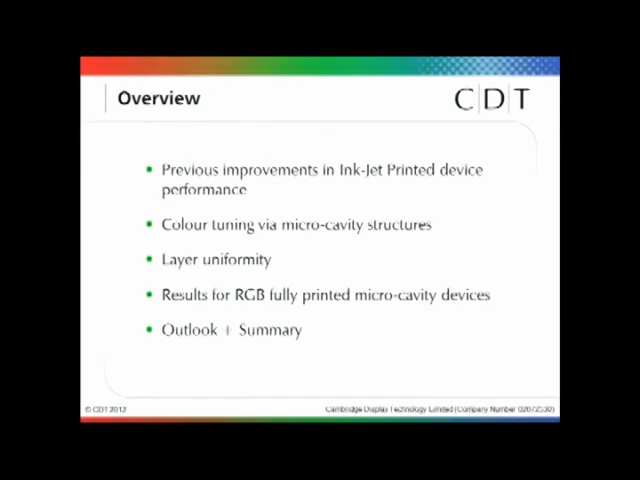 Overview
C|D|T
Previous improvements in Ink-Jet Printed device
performance
Colour tuning via micro-cavity structures
Layer uniformity
Results for RGB fully printed micro-cavity devices
Outlook + Summary
© CDT 2012
Cambridge Display Technology Limited (Company Number 02672530)